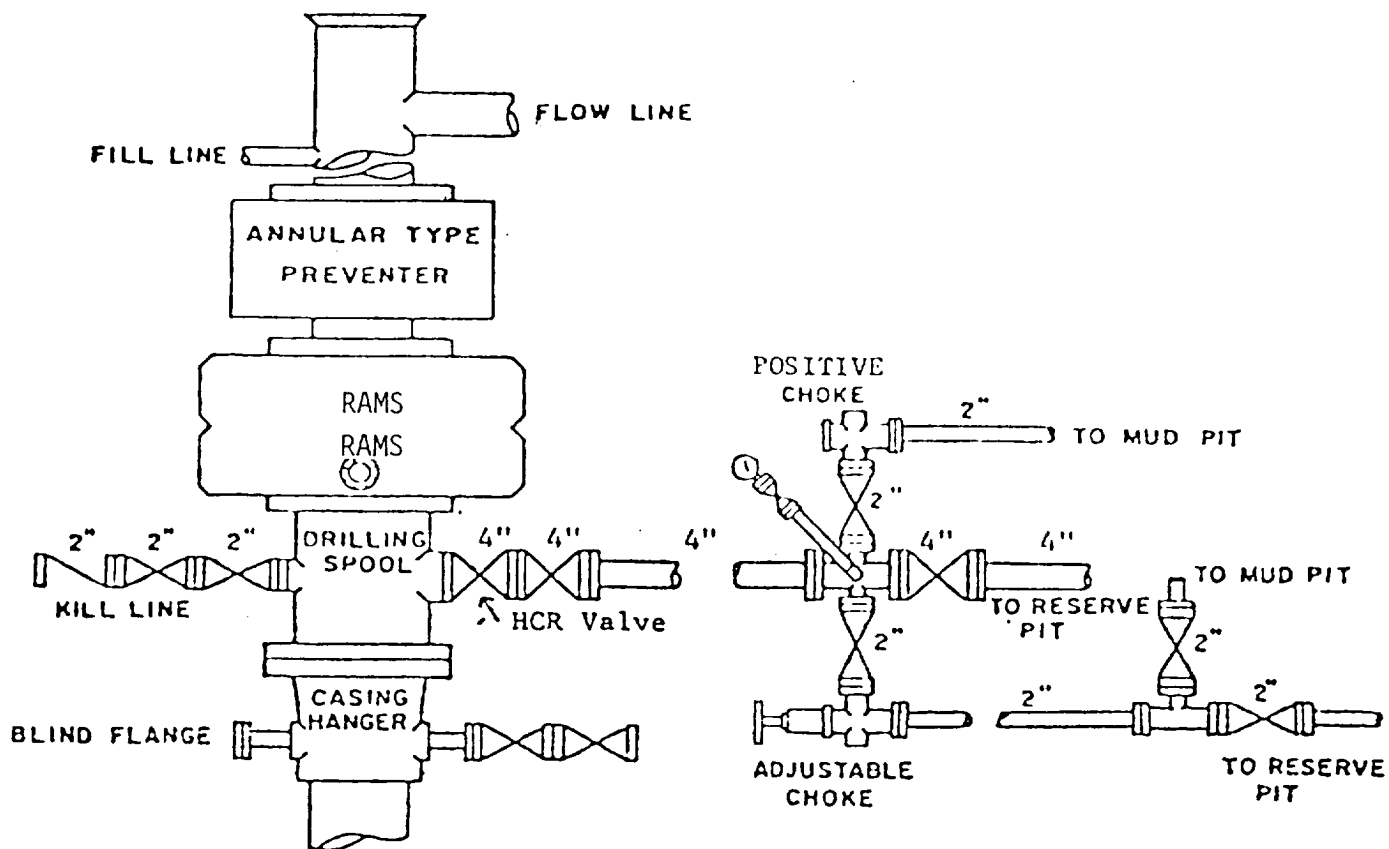 FLOW LINE
FILL LINE
ANNULAR TYPE
PREVENTER
RAMS
RAMS
POSITIVE
CHOKE
2"
TO MUD PIT
2"
2" 2" 2"
DRILLING
SPOOL
4" 4" 4"
4" 4"
KILL LINE
HCR Valve
TO MUD PIT
TO RESERVE
PIT
2"
2"
CASING
HANGER
BLIND FLANGE
2"
2"
ADJUSTABLE
CHOKE
TO RESERVE
PIT